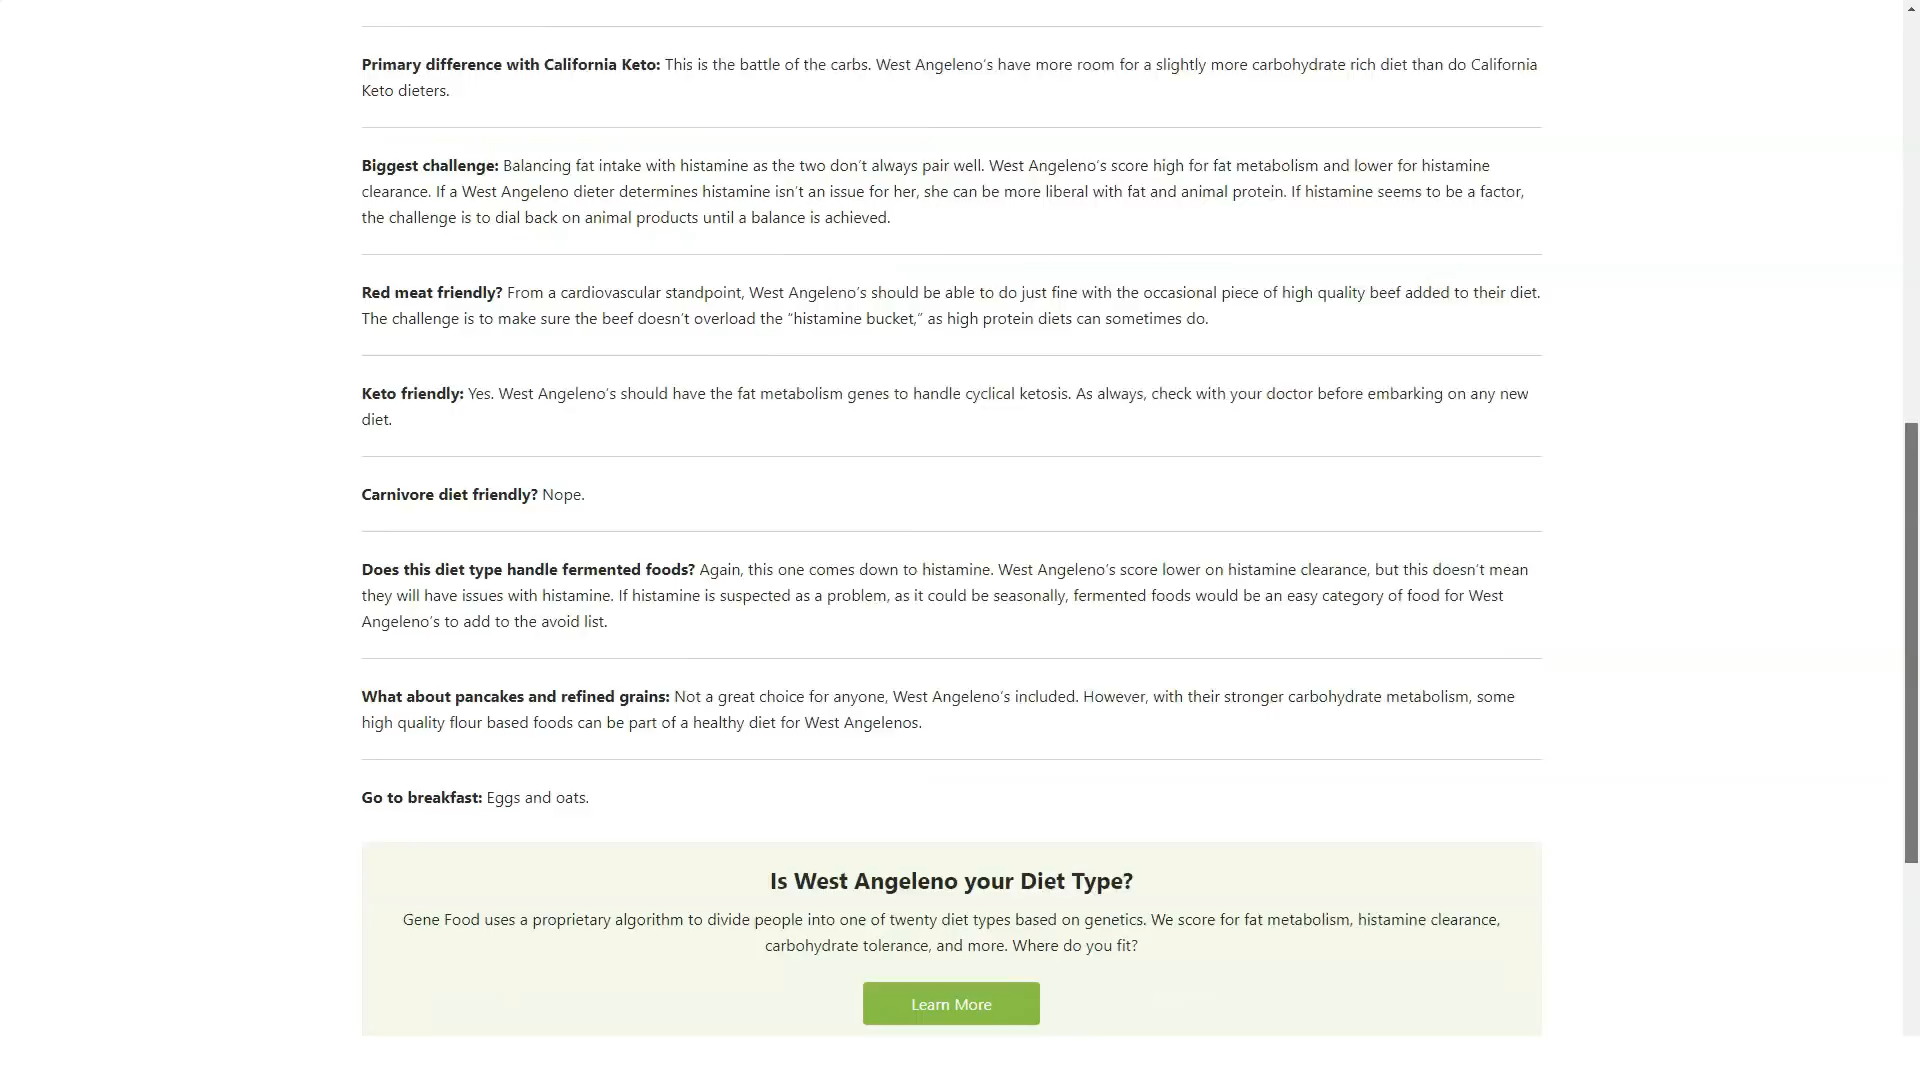 Primary difference with California Keto: This is the battle of the carbs. West Angeleno’s have more room for a slightly more carbohydrate rich diet than do California
Keto dieters.
Biggest challenge: Balancing fat intake with histamine as the two don’t always pair well. West Angeleno’s score high for fat metabolism and lower for histamine
clearance. If a West Angeleno dieter determines histamine isn’t an issue for her, she can be more liberal with fat and animal protein. If histamine seems to be a factor,
the challenge is to dial back on animal products until a balance is achieved.
Red meat friendly? From a cardiovascular standpoint, West Angeleno’s should be able to do just fine with the occasional piece of high quality beef added to their diet.
The challenge is to make sure the beef doesn’t overload the “histamine bucket,” as high protein diets can sometimes do.
Keto friendly: Yes. West Angeleno’s should have the fat metabolism genes to handle cyclical ketosis. As always, check with your doctor before embarking on any new
diet.
Carnivore diet friendly? Nope.
Does this diet type handle fermented foods? Again, this one comes down to histamine. West Angeleno’s score lower on histamine clearance, but this doesn’t mean
they will have issues with histamine. If histamine is suspected as a problem, as it could be seasonally, fermented foods would be an easy category of food for West
Angeleno’s to add to the avoid list.
What about pancakes and refined grains: Not a great choice for anyone, West Angeleno’s included. However, with their stronger carbohydrate metabolism, some
high quality flour based foods can be part of a healthy diet for West Angelenos.
Go to breakfast: Eggs and oats.
Is West Angeleno your Diet Type?
Gene Food uses a proprietary algorithm to divide people into one of twenty diet types based on genetics. We score for fat metabolism, histamine clearance,
carbohydrate tolerance, and more. Where do you fit?
Learn More